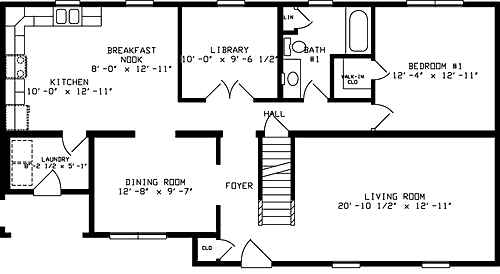 BREAKFAST
NOOK
8'-0" x 12'-11"
LIBRARY
10'-0" x 9'-6 1/2"
LIN
BATH
#1
BEDROOM #1
12'-4" x 12'-11"
WALK-IN
CLO
KITCHEN
10'-0" x 12'-11"
HALL
LAUNDRY
8'-2 1/2 x 5'-1"
DINING ROOM
12'-8" x 9'-7"
FOYER
LIVING ROOM
20'-10 1/2" x 12'-11"
CLO